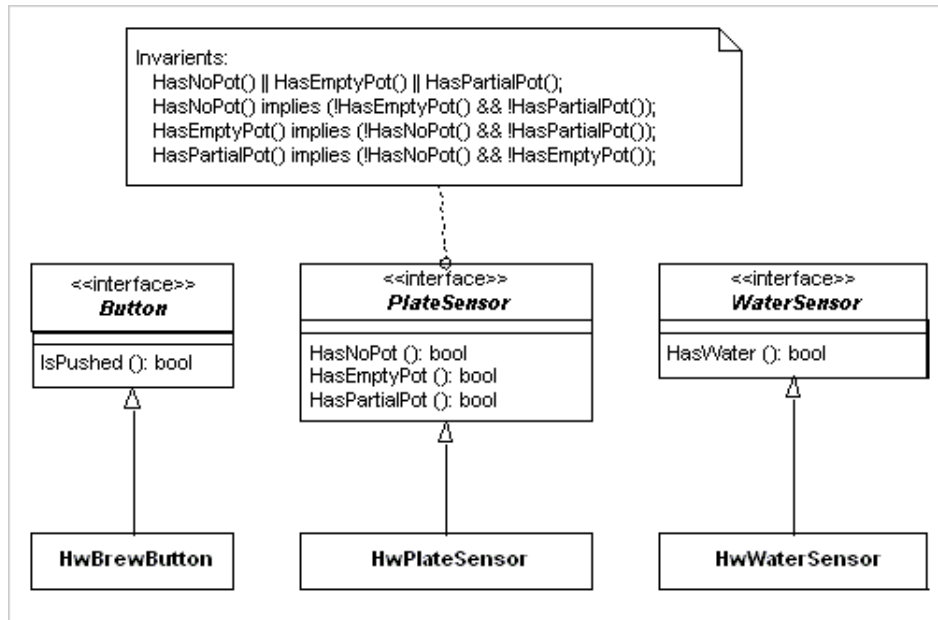 Invarients:
HasNoPot() || HasEmptyPot() || HasPartialPot();
HasNoPot() implies (!HasEmptyPot() && !HasPartialPot());
HasEmptyPot() implies (!HasNoPot() && !HasPartialPot());
HasPartialPot() implies (!HasNoPot() && !HasEmptyPot());
<<interface>>
Button
IsPushed (): bool
<<interface>>
PlateSensor
HasNoPot (): bool
HasEmptyPot (): bool
HasPartialPot (): bool
<<interface>>
WaterSensor
HasWater (): bool
HwBrewButton
HwPlateSensor
HwWaterSensor